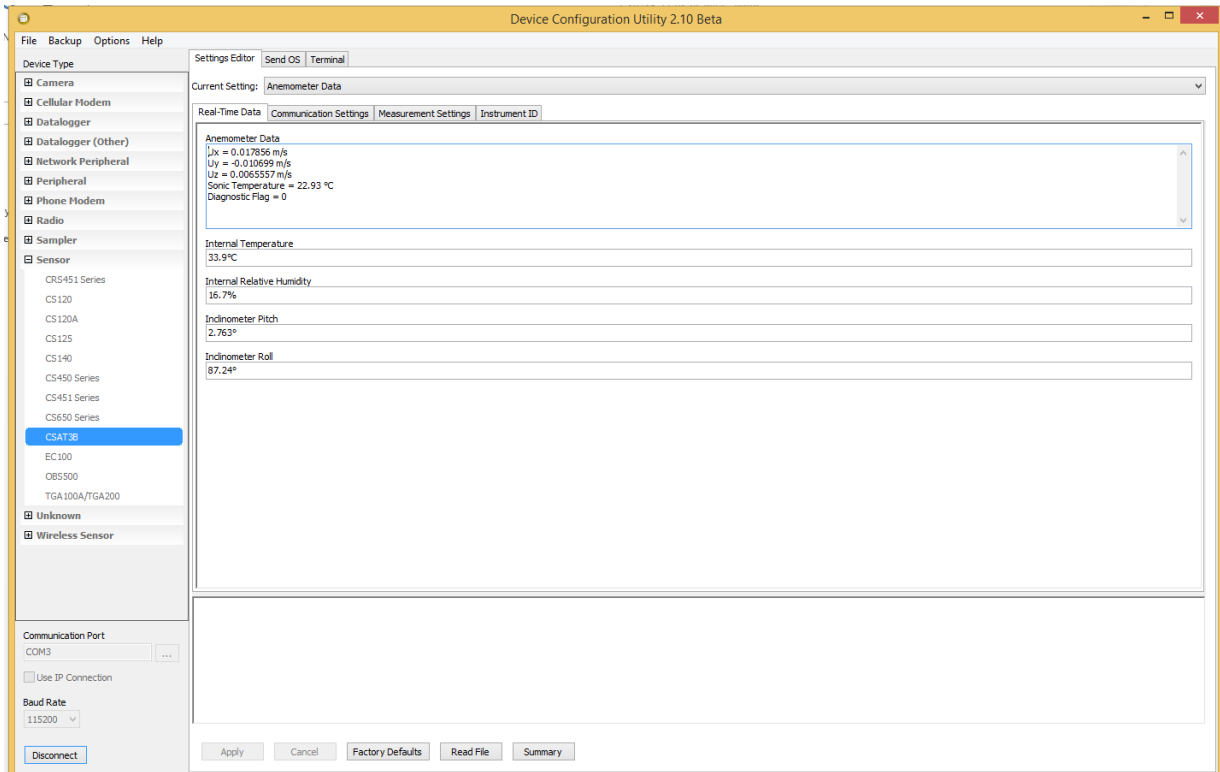 Device Configuration Utility 2.10 Beta
File Backup Options Help
Device Type
Camera
Cellular Modem
Datalogger
Datalogger (Other)
Network Peripheral
Peripheral
Phone Modem
Radio
Sampler
Sensor
CRS451 Series
CS120
CS120A
CS125
CS140
CS450 Series
CS451 Series
CS650 Series
CSAT3B
EC100
OBS500
TGA100A/TGA200
Unknown
Wireless Sensor
Communication Port
COM3
...
Use IP Connection
Baud Rate
115200
Disconnect
Settings Editor Send OS Terminal
Current Setting: Anemometer Data
Real-Time Data Communication Settings Measurement Settings Instrument ID
Anemometer Data
Ux = 0.017856 m/s
Uy = -0.010699 m/s
Uz = 0.0065557 m/s
Sonic Temperature = 22.93 °C
Diagnostic Flag = 0
Internal Temperature
33.9°C
Internal Relative Humidity
16.7%
Inclinometer Pitch
2.763°
Inclinometer Roll
87.24°
Apply Cancel Factory Defaults Read File Summary